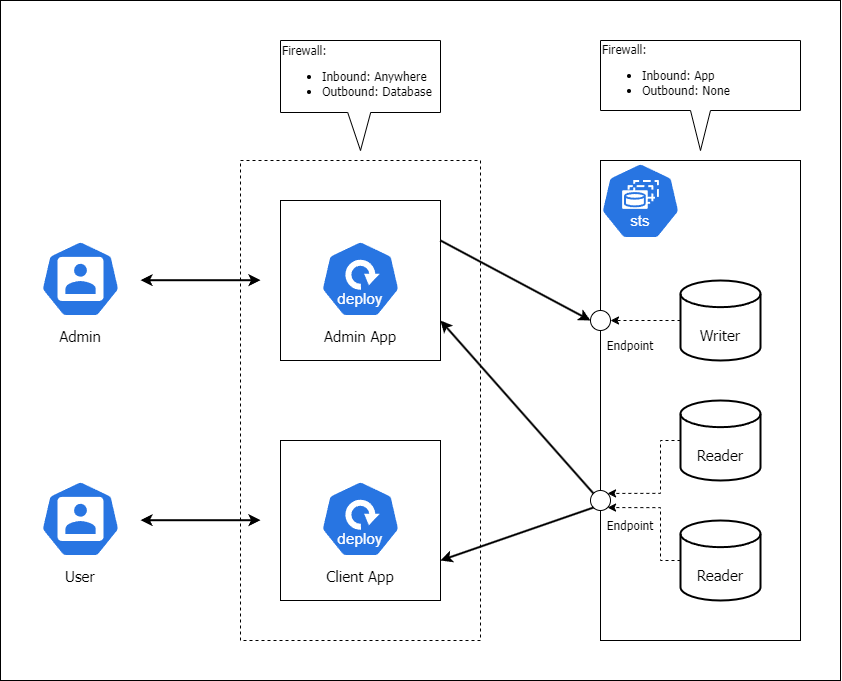 Firewall:
Inbound: Anywhere
Outbound: Database
Firewall:
Inbound: App
Outbound: None
sts
deploy
Admin
Admin App
Writer
Endpoint
Reader
deploy
Endpoint
User
Client App
Reader